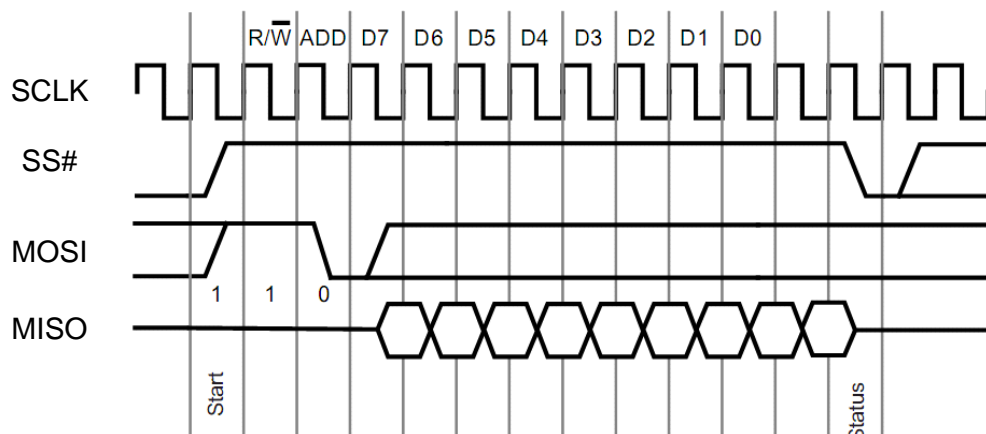 R/W̅ ADD D7 D6 D5 D4 D3 D2 D1 D0
SCLK
SS#
MOSI
1 1 0
MISO
Start
Status